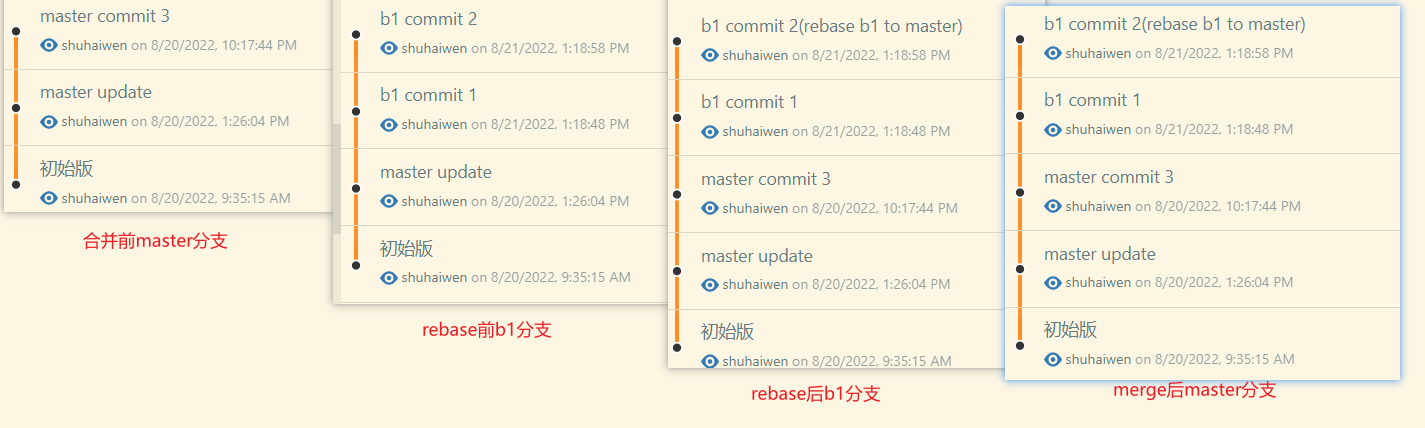 master commit 3
shuhaiwen on 8/20/2022, 10:17:44 PM
master update
shuhaiwen on 8/20/2022, 1:26:04 PM
初始版
shuhaiwen on 8/20/2022, 9:35:15 AM
合并前master分支
b1 commit 2
shuhaiwen on 8/21/2022, 1:18:58 PM
b1 commit 1
shuhaiwen on 8/21/2022, 1:18:48 PM
master update
shuhaiwen on 8/20/2022, 1:26:04 PM
初始版
shuhaiwen on 8/20/2022, 9:35:15 AM
rebase前b1分支
b1 commit 2(rebase b1 to master)
shuhaiwen on 8/21/2022, 1:18:58 PM
b1 commit 1
shuhaiwen on 8/21/2022, 1:18:48 PM
master commit 3
shuhaiwen on 8/20/2022, 10:17:44 PM
master update
shuhaiwen on 8/20/2022, 1:26:04 PM
初始版
shuhaiwen on 8/20/2022, 9:35:15 AM
rebase后b1分支
b1 commit 2(rebase b1 to master)
shuhaiwen on 8/21/2022, 1:18:58 PM
b1 commit 1
shuhaiwen on 8/21/2022, 1:18:48 PM
master commit 3
shuhaiwen on 8/20/2022, 10:17:44 PM
master update
shuhaiwen on 8/20/2022, 1:26:04 PM
初始版
shuhaiwen on 8/20/2022, 9:35:15 AM
merge后master分支